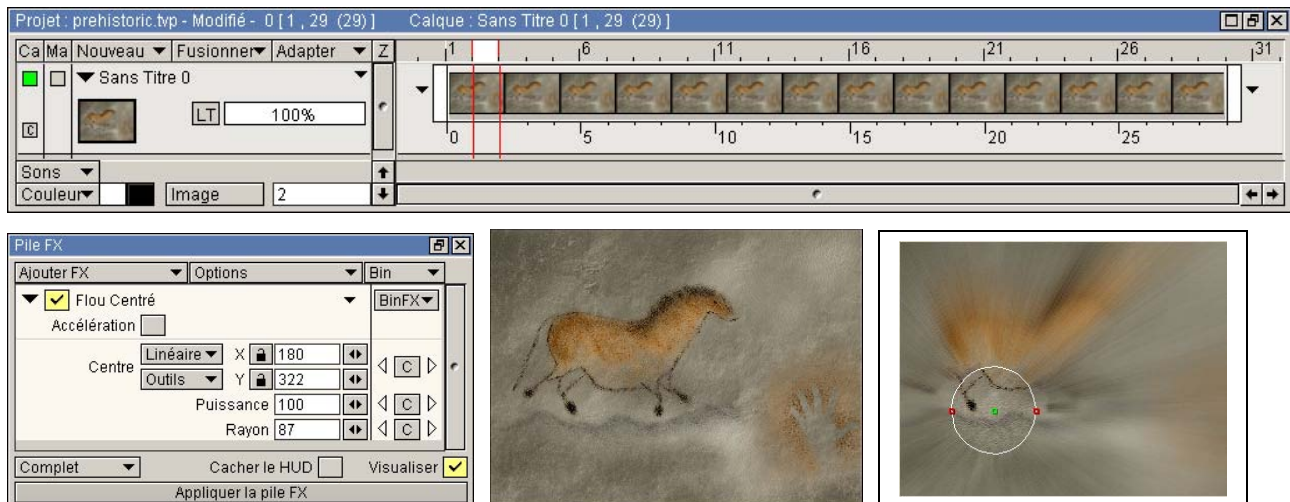 Projet : prehistoric.tvp - Modifié - 0 [ 1 , 29 (29) ] Calque : Sans Titre 0 [ 1 , 29 (29) ]
Ca Ma Nouveau Fusionner Adapter Z 1 6 11 16 21 26 31
Sans Titre 0
LT 100%
C
0 5 10 15 20 25
Sons
Couleur Image 2
Pile FX
Ajouter FX Options Bin
Flou Centré BinFX
Accélération
Centre Linéaire X 180
Outils Y 322 C
Puissance 100 C
Rayon 87 C
Complet Cacher le HUD Visualiser
Appliquer la pile FX